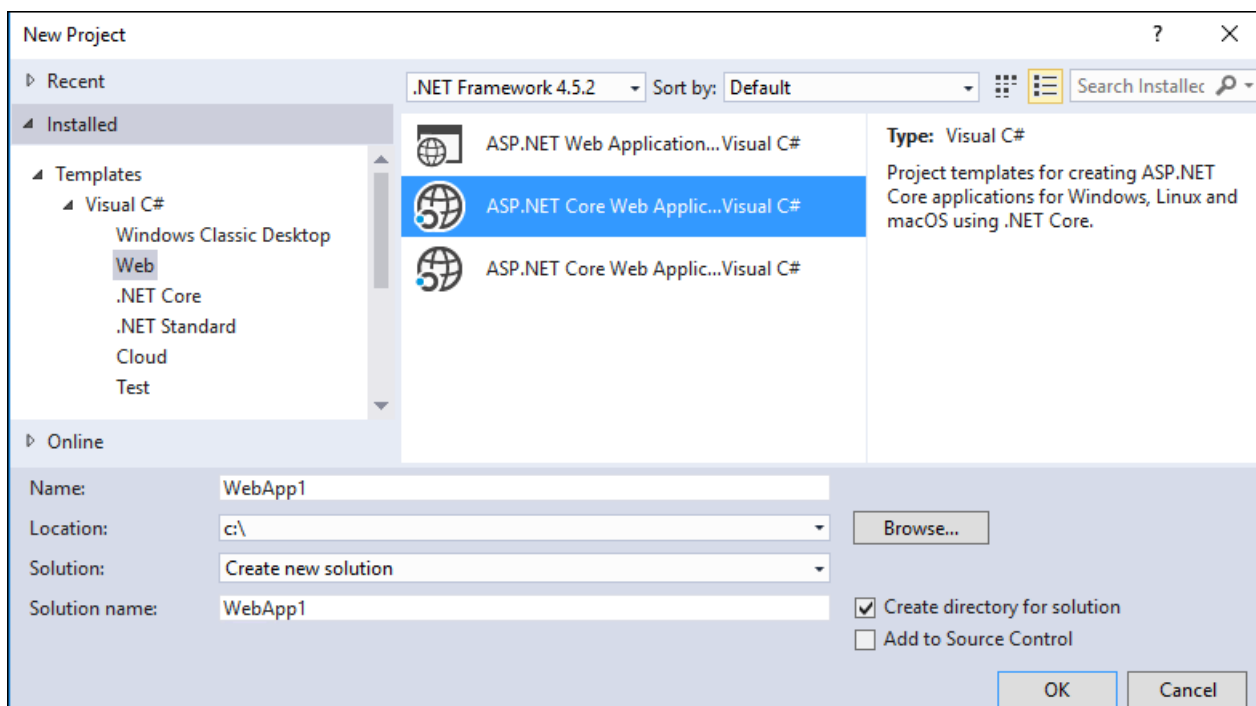 New Project
?
Recent
.NET Framework 4.5.2
Sort by:
Default
Search Installec
Installed
Templates
Visual C#
Windows Classic Desktop
Web
.NET Core
.NET Standard
Cloud
Test
Online
ASP.NET Web Application...Visual C#
ASP.NET Core Web Applic...Visual C#
ASP.NET Core Web Applic...Visual C#
Type: Visual C#
Project templates for creating ASP.NET
Core applications for Windows, Linux and
macOS using .NET Core.
Name:
WebApp1
Location:
c:\
Browse...
Solution:
Create new solution
Solution name:
WebApp1
Create directory for solution
Add to Source Control
OK
Cancel